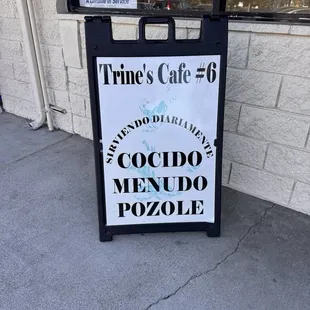 Trine's Cafe #6
SIRVIENDO DIARIAMENTE
COCIDO
MENUDO
POZOLE